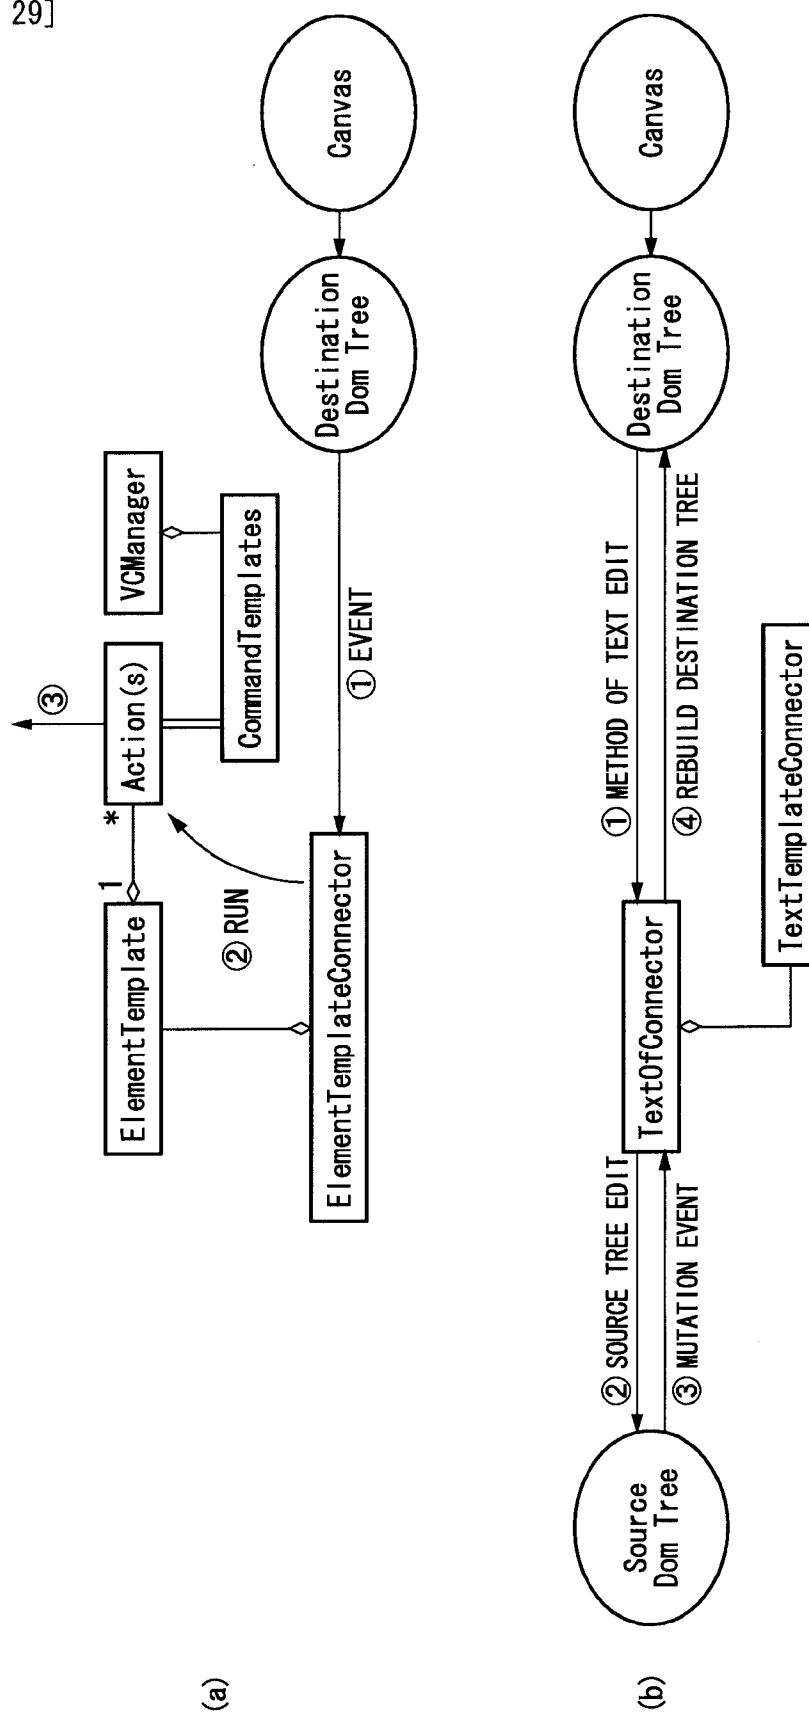 29]
(a)
ElementTemplate
1
*
Action(s)
③
VCManager
CommandTemplates
② RUN
ElementTemplateConnector
① EVENT
Destination
Dom Tree
Canvas
(b)
Source
Dom Tree
② SOURCE TREE EDIT
③ MUTATION EVENT
TextOfConnector
TextTemplateConnector
① METHOD OF TEXT EDIT
④ REBUILD DESTINATION TREE
Destination
Dom Tree
Canvas